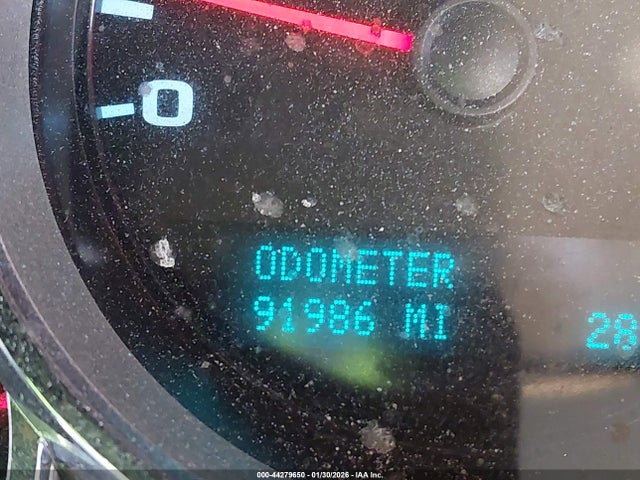 0
ODOMETER
91986 MI
28
000-44279650 - 01/30/2026 - IAA Inc.